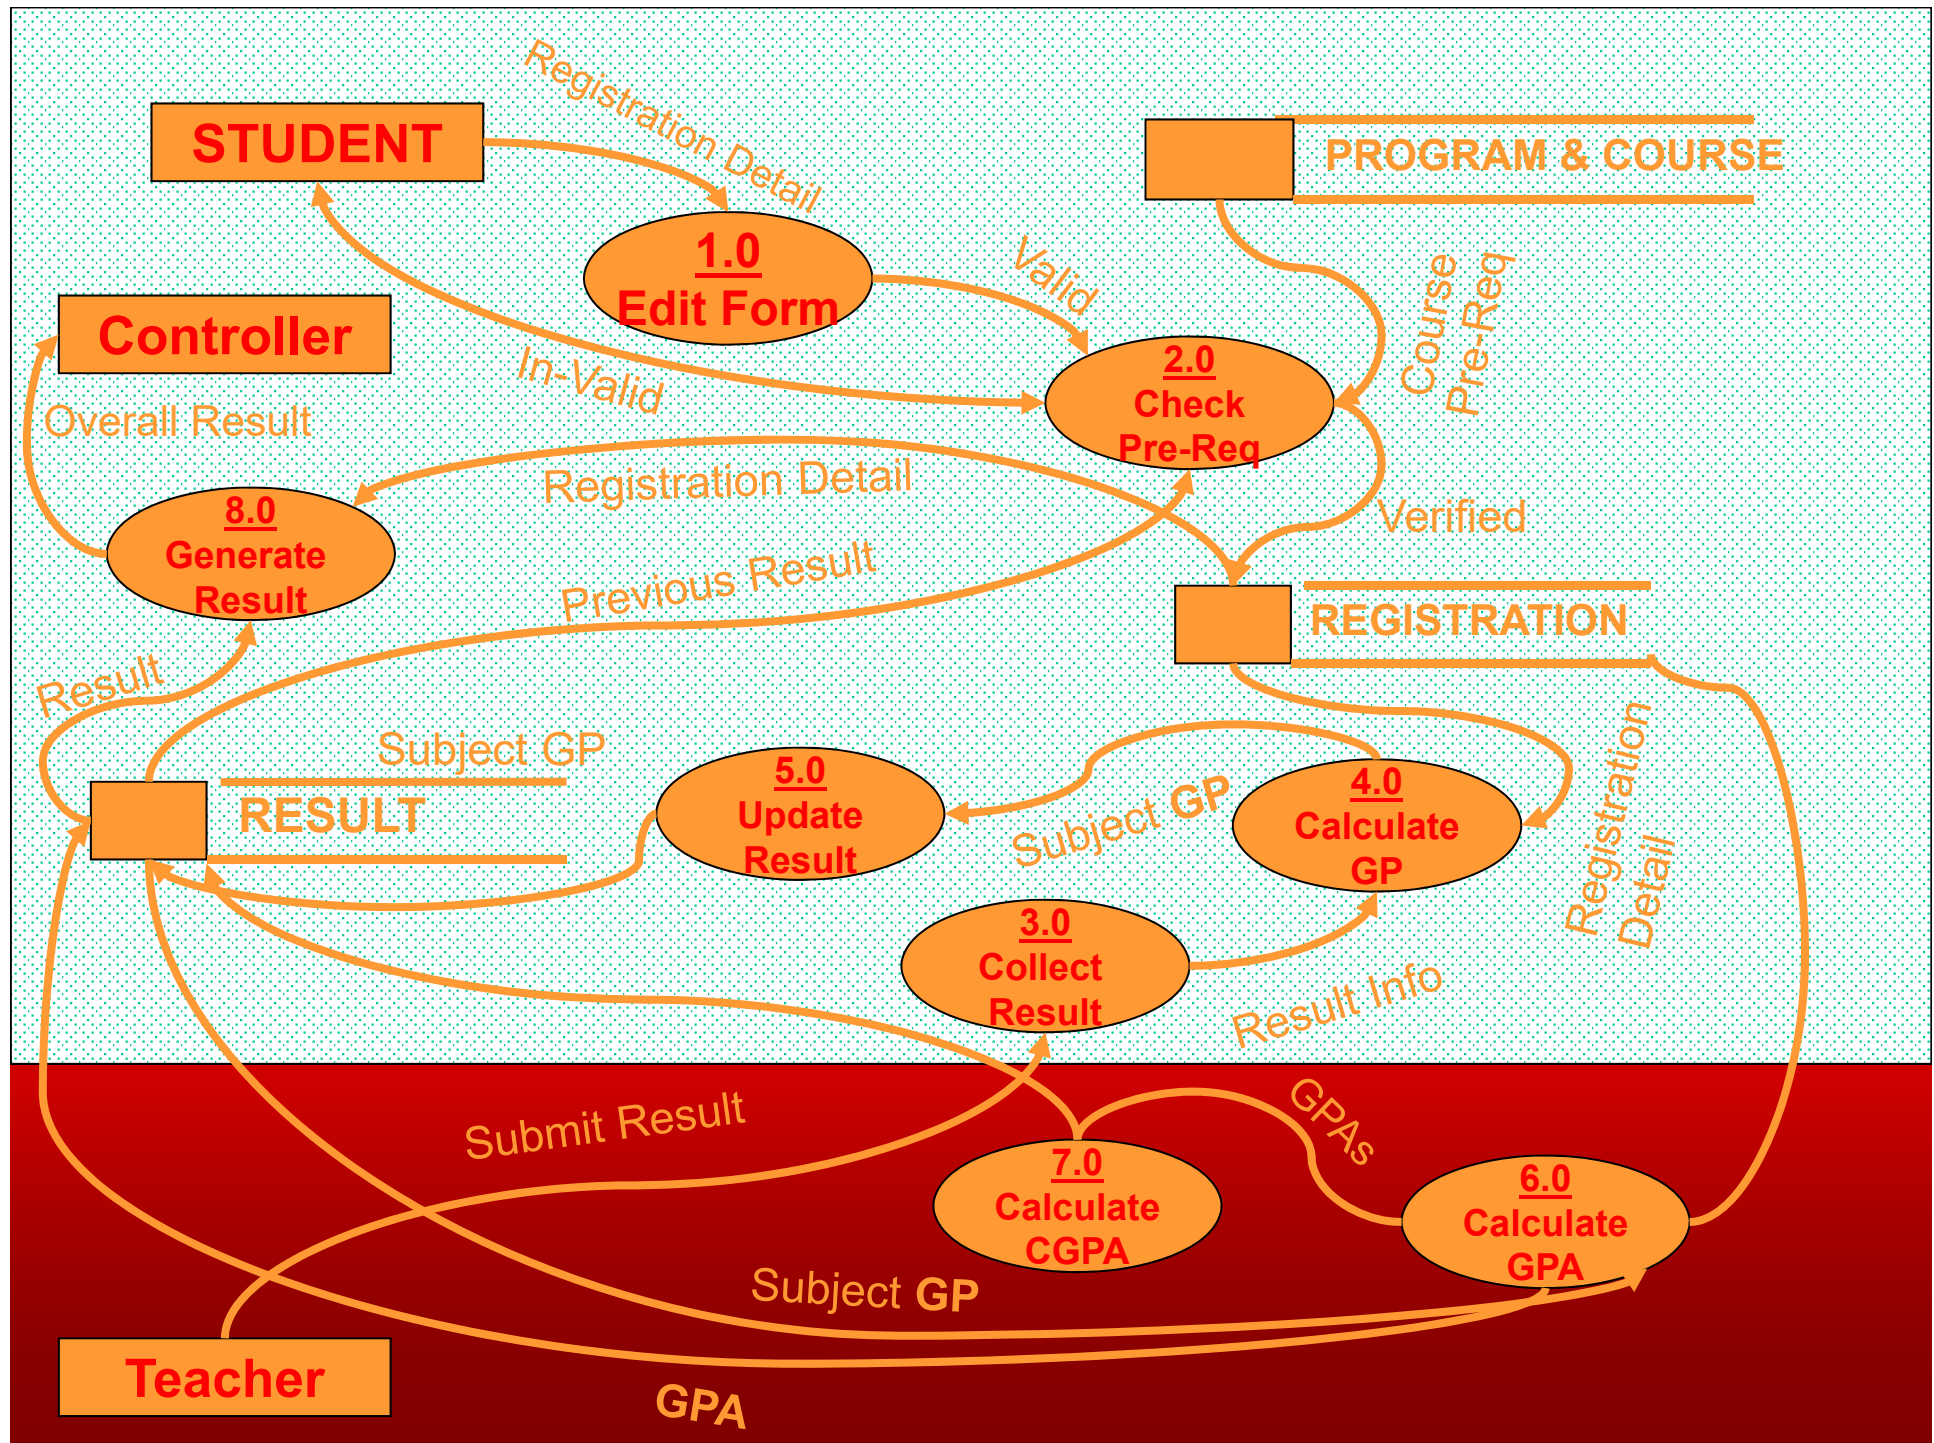 Registration Detail
STUDENT
PROGRAM & COURSE
1.0
Edit Form
Valid
Course
Pre-Req
Controller
In-Valid
2.0
Check
Pre-Req
Overall Result
Registration Detail
Verified
8.0
Generate
Result
Previous Result
REGISTRATION
Result
Subject GP
RESULT
5.0
Update
Result
Subject GP
4.0
Calculate
GP
Registration
Detail
3.0
Collect
Result
Result Info
Submit Result
GPAs
7.0
Calculate
CGPA
6.0
Calculate
GPA
Subject GP
Teacher
GPA